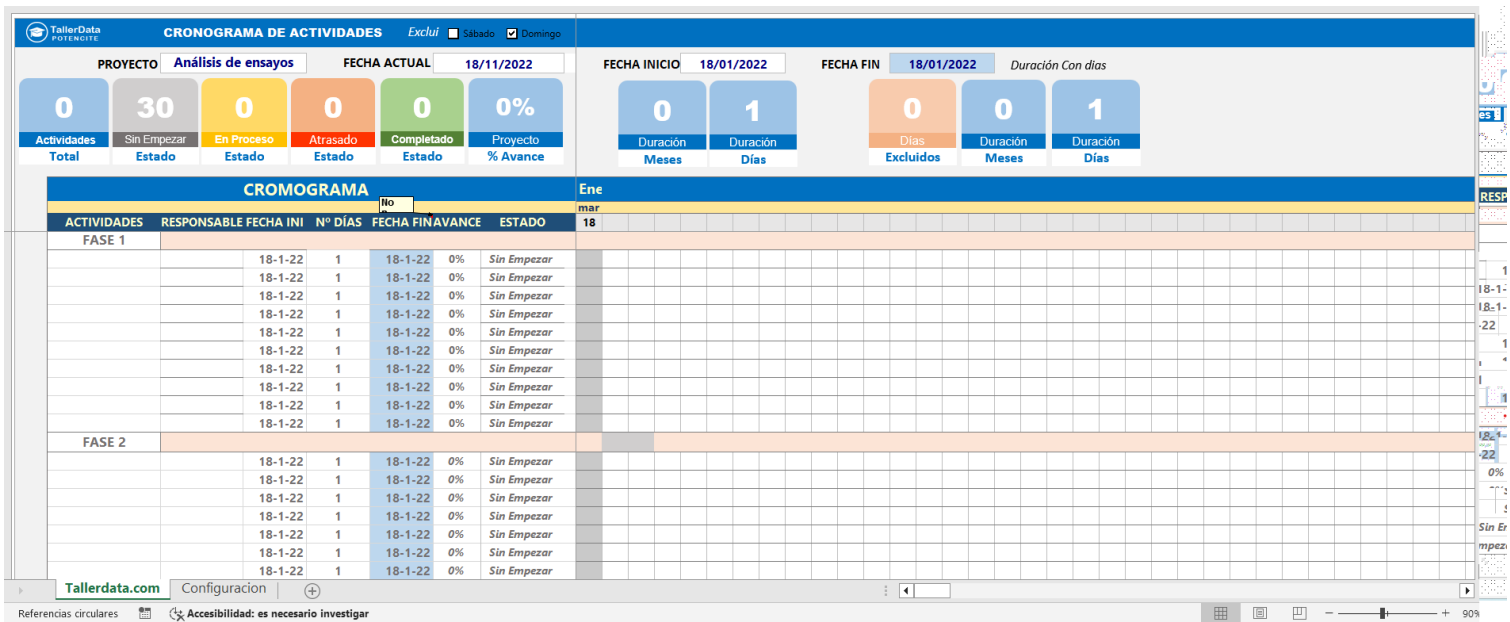 TallerData
POTENCITE
CRONOGRAMA DE ACTIVIDADES Exclui Sábado Domingo
PROYECTO Análisis de ensayos FECHA ACTUAL 18/11/2022 FECHA INICIO 18/01/2022 FECHA FIN 18/01/2022 Duración Con dias
0 30 0 0 0 0% 0 1 0 0 1
Actividades Sin Empezar En Proceso Atrasado Completado Proyecto Duración Duración Días Duración Duración
Total Estado Estado Estado Estado % Avance Meses Días Excluidos Meses Días
CROMOGRAMA Ene
No
mar
ACTIVIDADES RESPONSABLE FECHA INI Nº DÍAS FECHA FIN AVANCE ESTADO 18
FASE 1
18-1-22 1 18-1-22 0% Sin Empezar
18-1-22 1 18-1-22 0% Sin Empezar
18-1-22 1 18-1-22 0% Sin Empezar
18-1-22 1 18-1-22 0% Sin Empezar
18-1-22 1 18-1-22 0% Sin Empezar
18-1-22 1 18-1-22 0% Sin Empezar
18-1-22 1 18-1-22 0% Sin Empezar
18-1-22 1 18-1-22 0% Sin Empezar
18-1-22 1 18-1-22 0% Sin Empezar
18-1-22 1 18-1-22 0% Sin Empezar
FASE 2
18-1-22 1 18-1-22 0% Sin Empezar
18-1-22 1 18-1-22 0% Sin Empezar
18-1-22 1 18-1-22 0% Sin Empezar
18-1-22 1 18-1-22 0% Sin Empezar
18-1-22 1 18-1-22 0% Sin Empezar
18-1-22 1 18-1-22 0% Sin Empezar
18-1-22 1 18-1-22 0% Sin Empezar
Tallerdata.com Configuracion
Referencias circulares Accesibilidad: es necesario investigar 90%